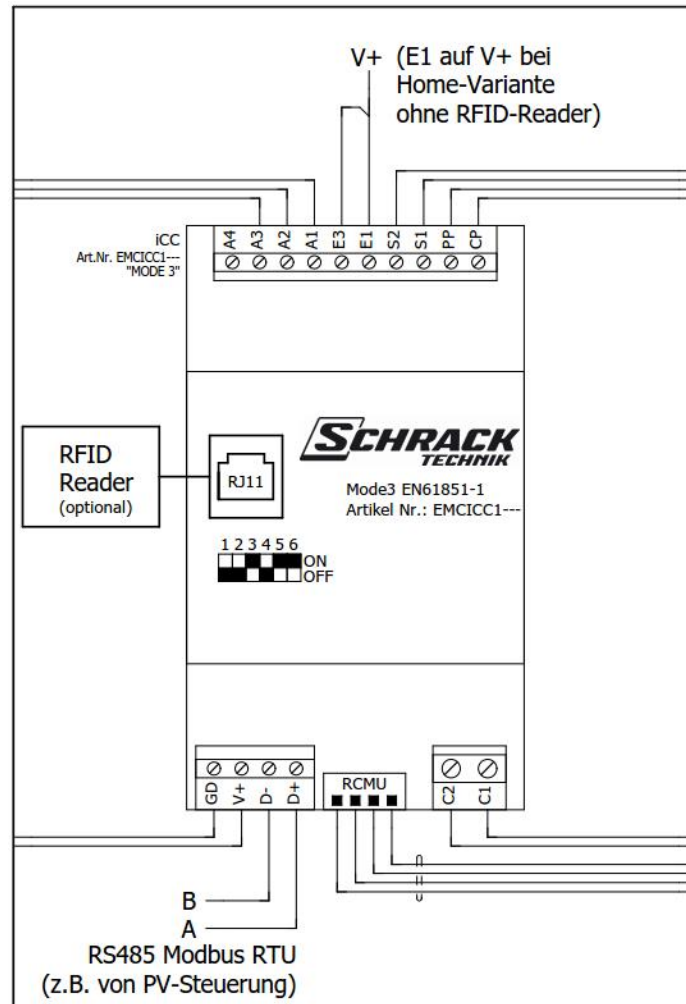 V+ (E1 auf V+ bei
Home-Variante
ohne RFID-Reader)
iCC
Art.Nr. EMCICC1---
"MODE 3"
A4 A3 A2 A1 E3 E1 S2 S1 PP CP
SCHRACK
TECHNIK
RFID
Reader
(optional)
RJ11
Mode3 EN61851-1
Artikel Nr.: EMCICC1---
1 2 3 4 5 6
ON
OFF
GD V+ D- D+
RCMU
C2 C1
B
A
RS485 Modbus RTU
(z.B. von PV-Steuerung)